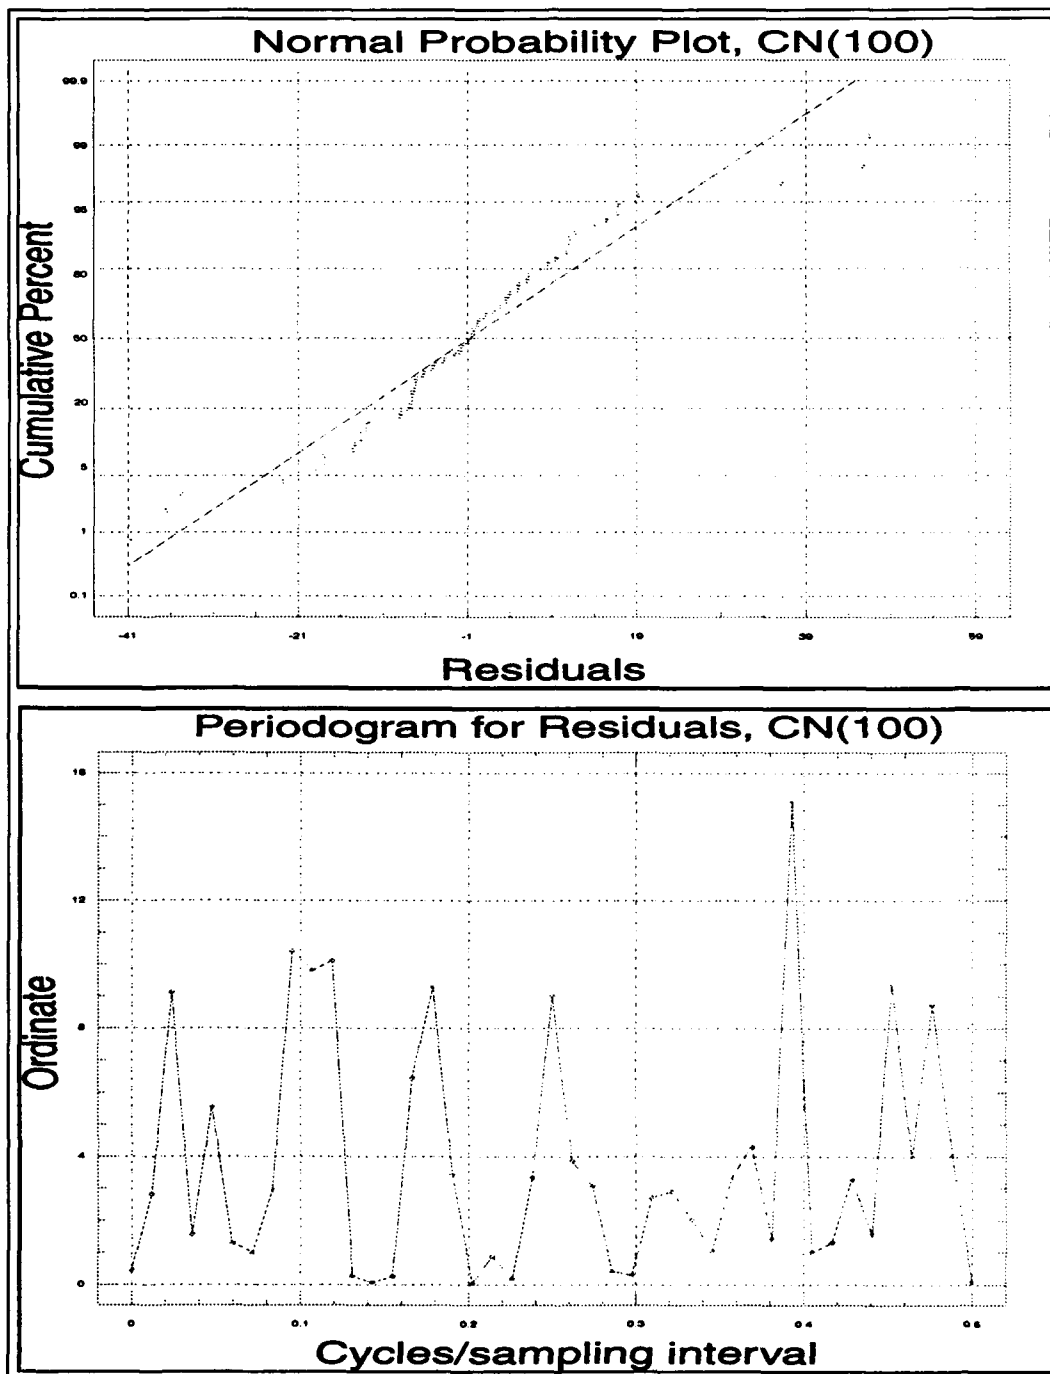 Normal Probability Plot, CN(100)
99.9
99
95
80
50
20
5
1
0.1
Cumulative Percent
-41 -21 -1 19 39 59
Residuals
Periodogram for Residuals, CN(100)
16
12
8
4
0
Ordinate
0 0.1 0.2 0.3 0.4 0.5
Cycles/sampling interval